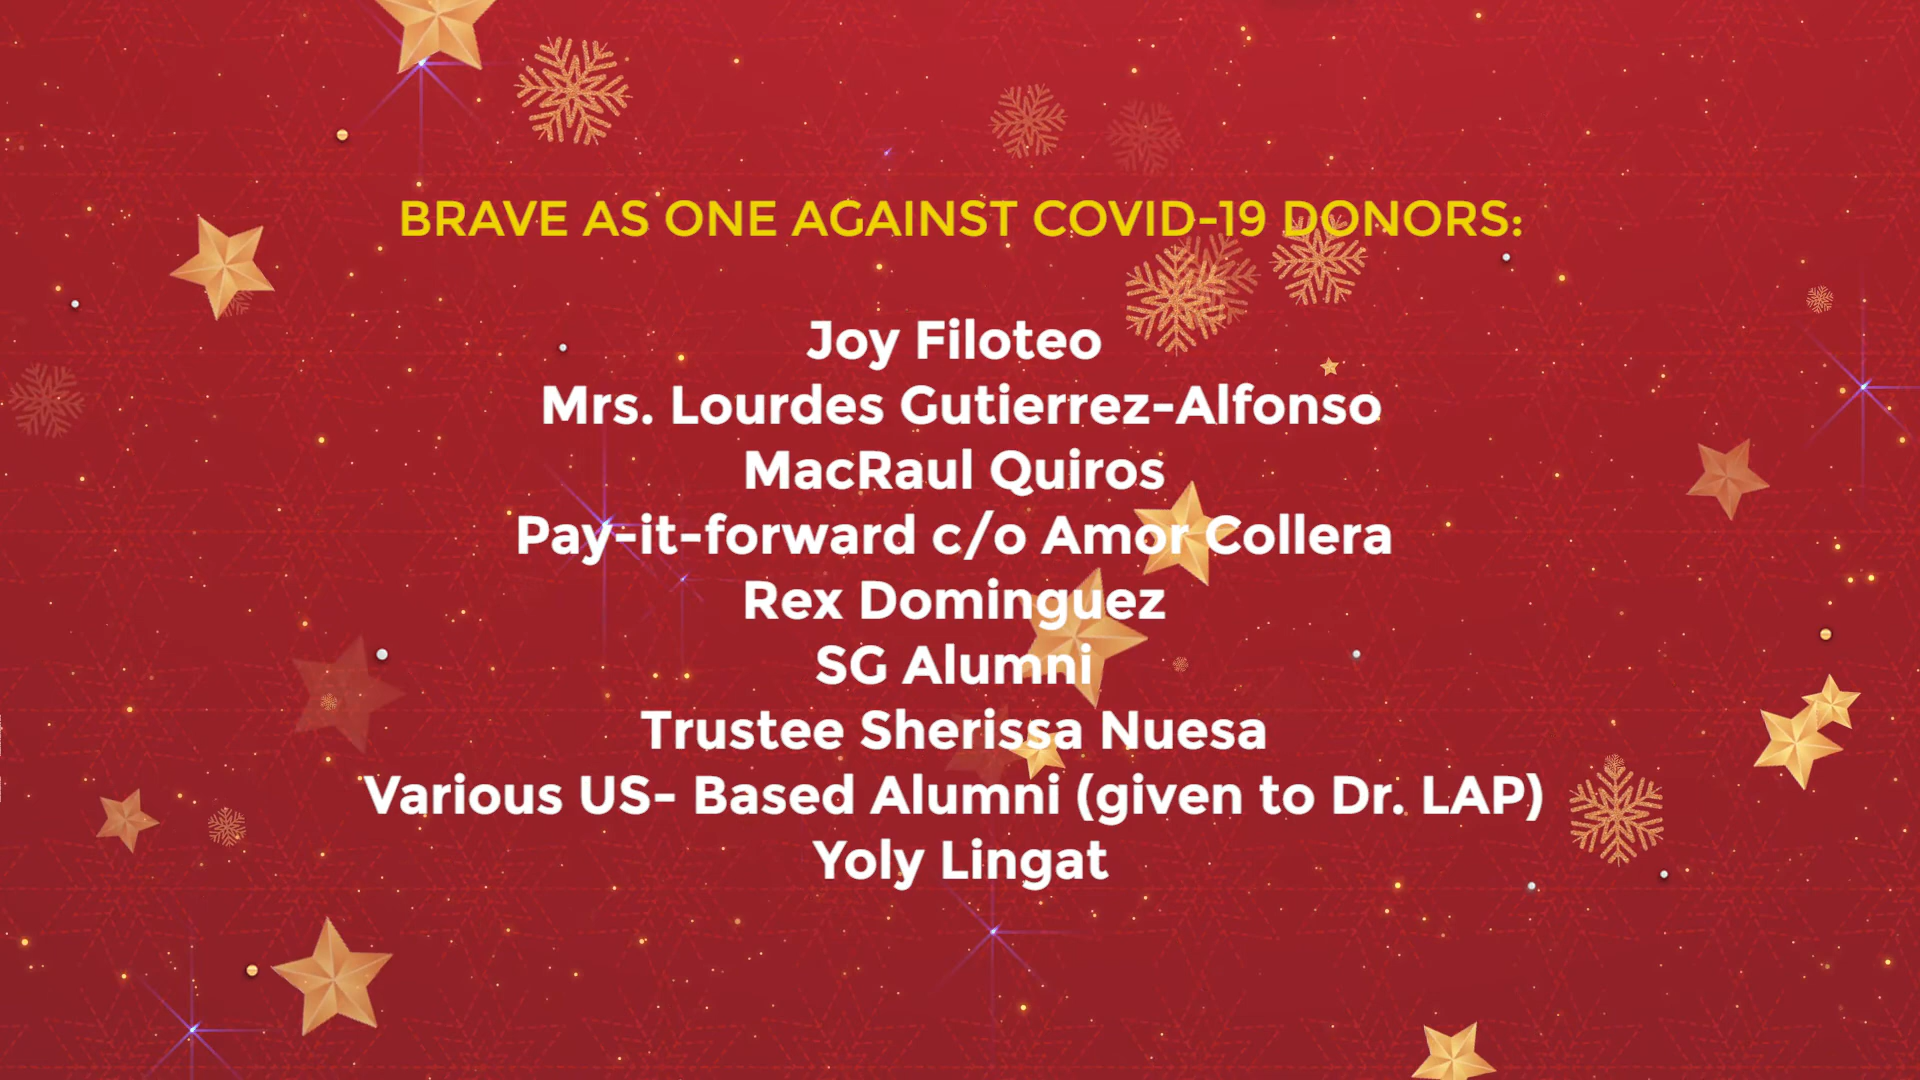 BRAVE AS ONE AGAINST COVID-19 DONORS:
Joy Filoteo
Mrs. Lourdes Gutierrez-Alfonso
MacRaul Quiros
Pay-it-forward c/o Amor Collera
Rex Dominguez
SG Alumni
Trustee Sherissa Nuesa
Various US- Based Alumni (given to Dr. LAP)
Yoly Lingat